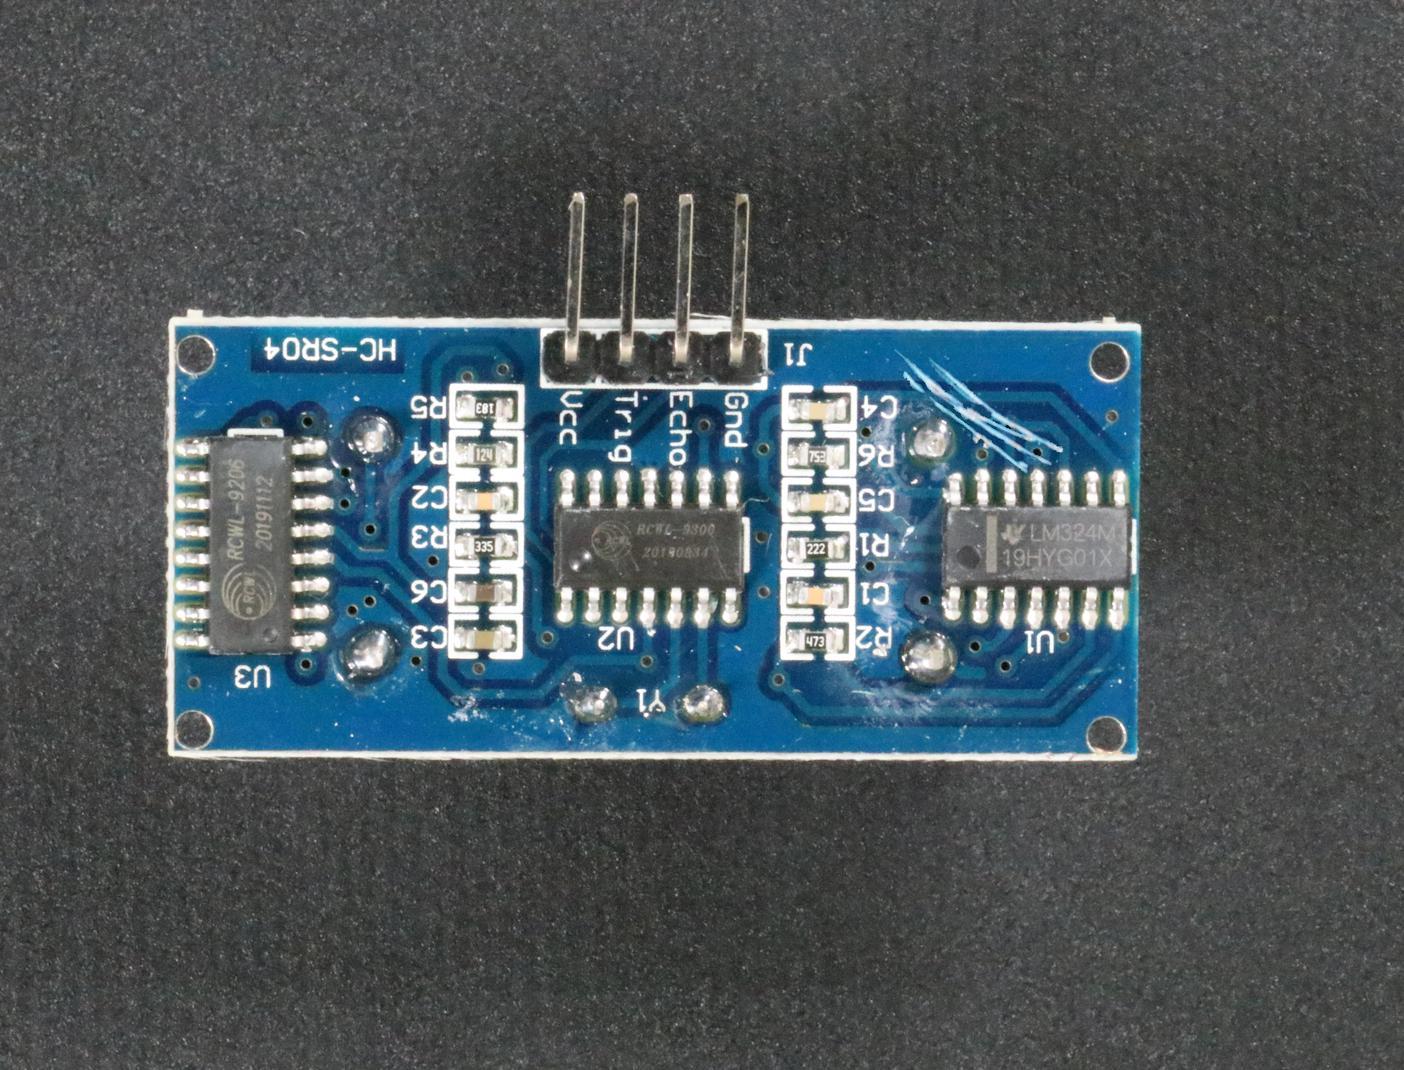 HC-SR04
J1
Vcc
Trig
Echo
Gnd
R5
183
R4
124
C2
R3
335
C6
C3
C4
R6
753
C5
R1
222
C1
R2
473
RCWL-9206
20191112
RCW
U3
RCWL-9300
U2
Y1
LM324M
19HYG01X
U1